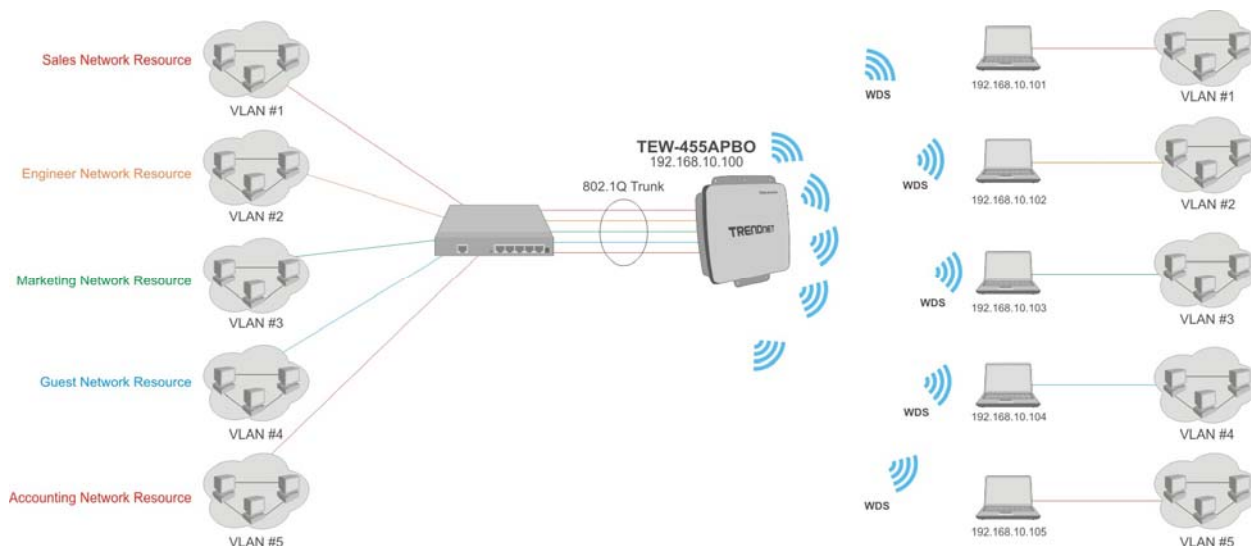 Sales Network Resource
VLAN #1
Engineer Network Resource
VLAN #2
Marketing Network Resource
VLAN #3
Guest Network Resource
VLAN #4
Accounting Network Resource
VLAN #5
802.1Q Trunk
TEW-455APBO
192.168.10.100
TRENDNET
WDS
192.168.10.101
VLAN #1
WDS
192.168.10.102
VLAN #2
WDS
192.168.10.103
VLAN #3
WDS
192.168.10.104
VLAN #4
WDS
192.168.10.105
VLAN #5